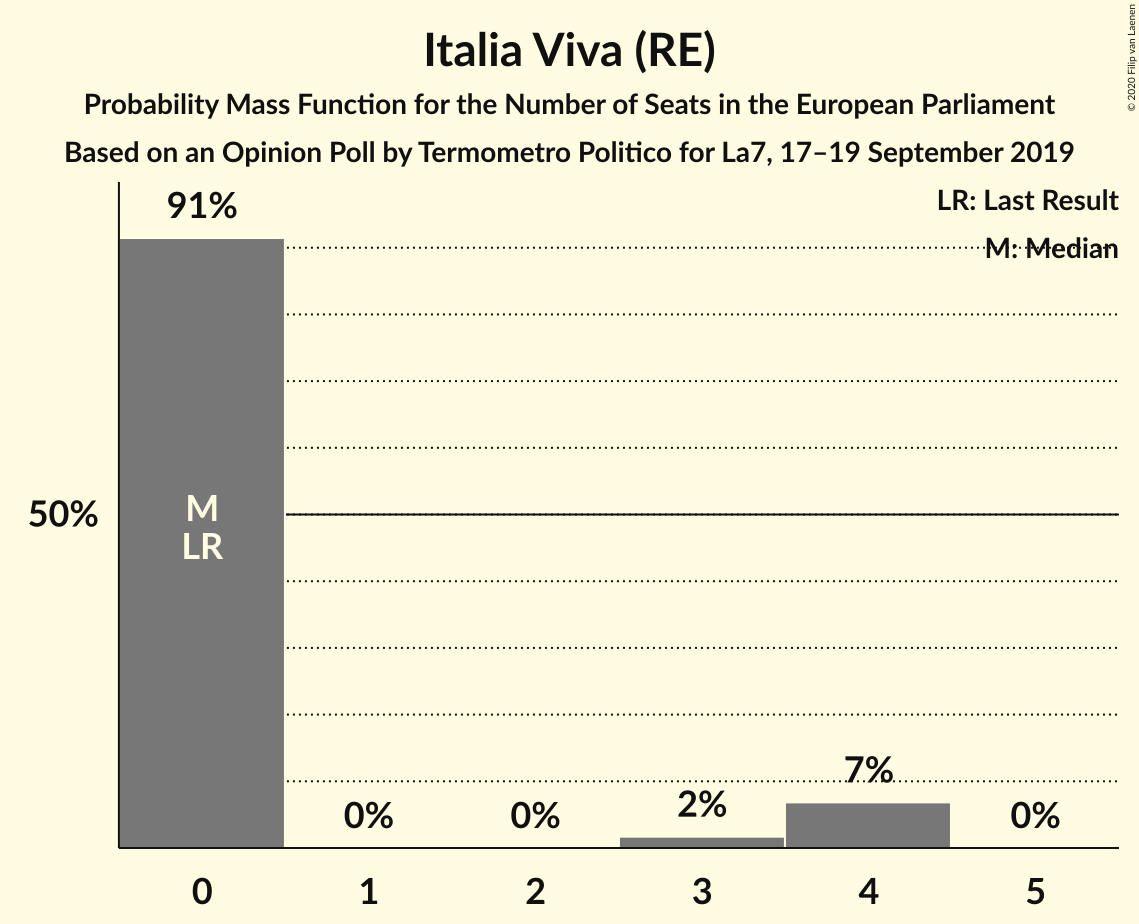 Italia Viva (RE)
Probability Mass Function for the Number of Seats in the European Parliament
Based on an Opinion Poll by Termometro Politico for La7, 17–19 September 2019
© 2020 Filip van Laenen
LR: Last Result
M: Median
91%
50%
M
LR
0%
0%
2%
7%
0%
0
1
2
3
4
5